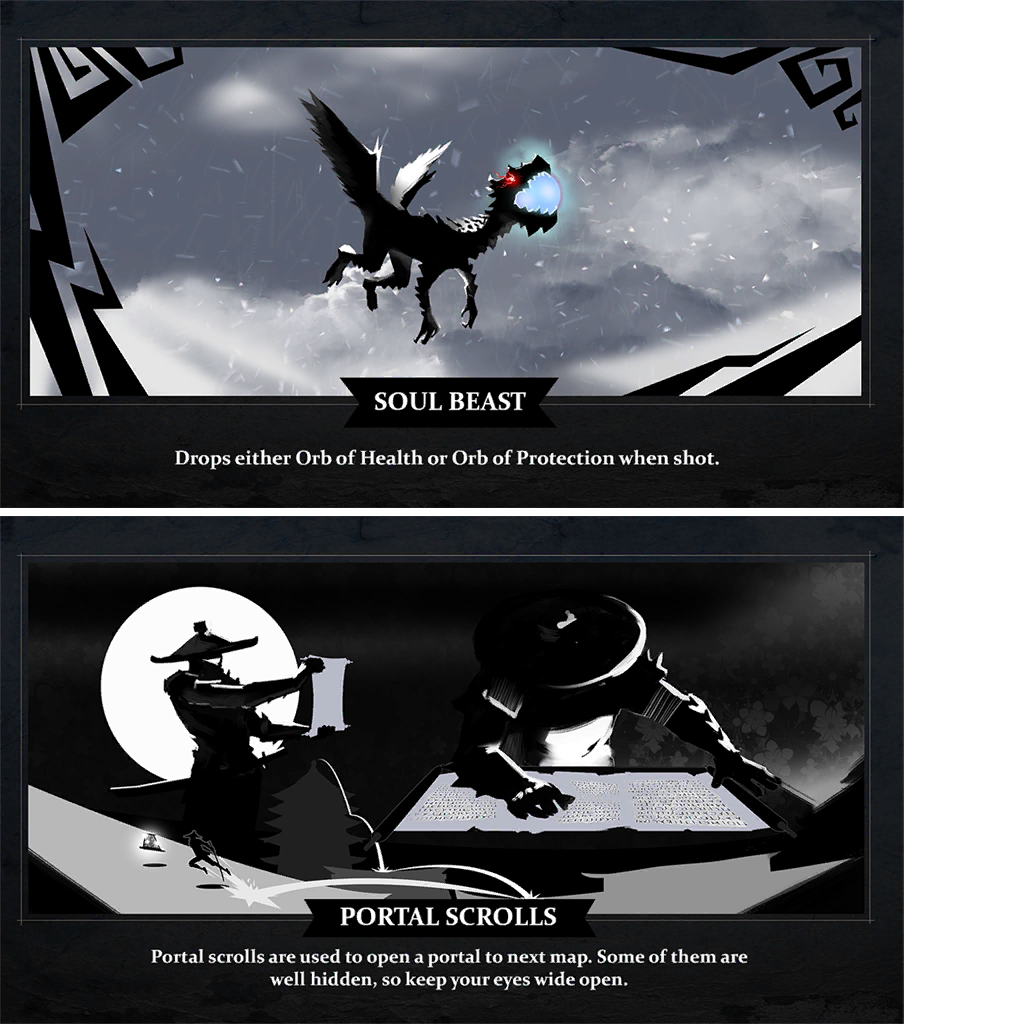 SOUL BEAST
Drops either Orb of Health or Orb of Protection when shot.
PORTAL SCROLLS
Portal scrolls are used to open a portal to next map. Some of them are
well hidden, so keep your eyes wide open.